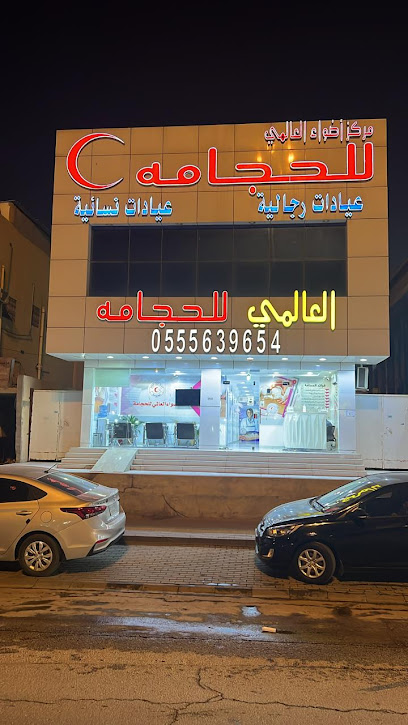 مركز أضواء العالمي
للحجامه
عيادات رجالية عيادات نسائية
العالمي للحجامه
0555639654